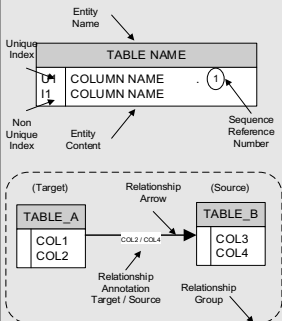 Entity
Name
Unique
Index
TABLE NAME
U1 COLUMN NAME . 1
I1 COLUMN NAME
Non
Unique
Index
Entity
Content
Sequence
Reference
Number
(Target)
Relationship
Arrow
(Source)
TABLE_A
TABLE_B
COL1
COL2
COL2 / COL4
COL3
COL4
Relationship
Annotation
Target / Source
Relationship
Group